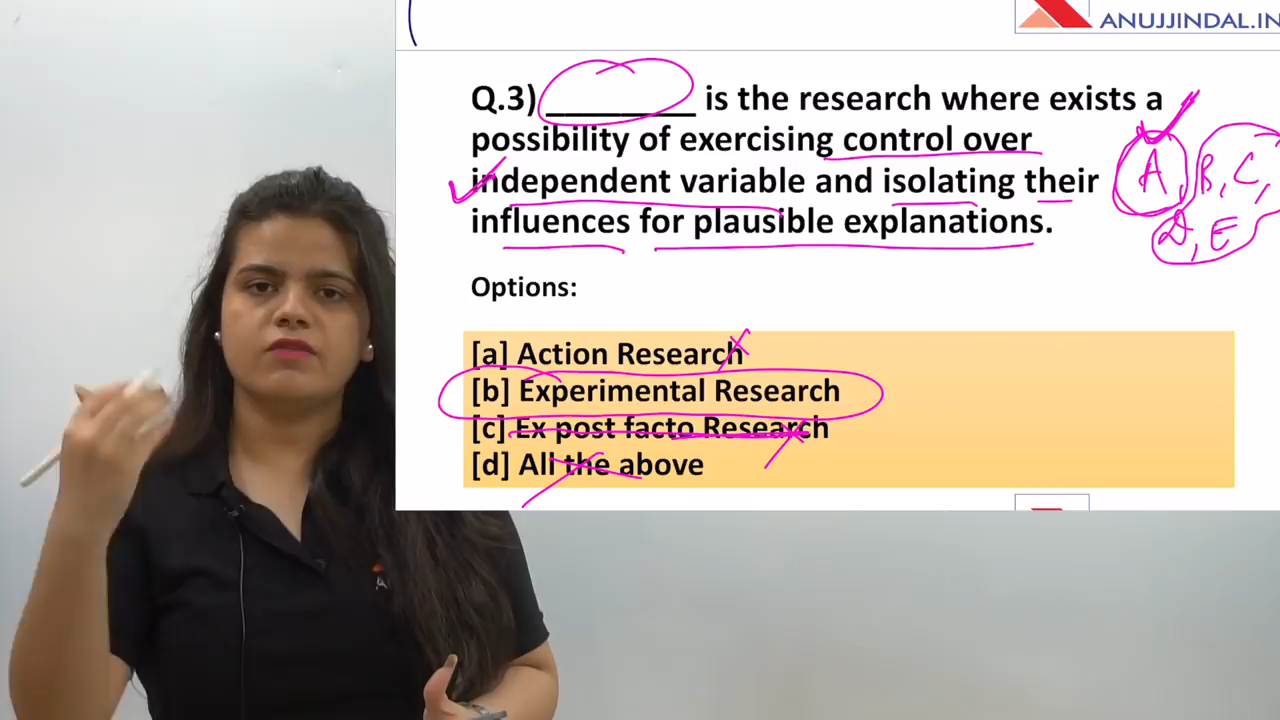 ANUJJINDAL.IN
Q.3) _________ is the research where exists a
possibility of exercising control over
independent variable and isolating their
influences for plausible explanations.
A, B, C,
D, E
Options:
[a] Action Research
[b] Experimental Research
[c] Ex post facto Research
[d] All the above